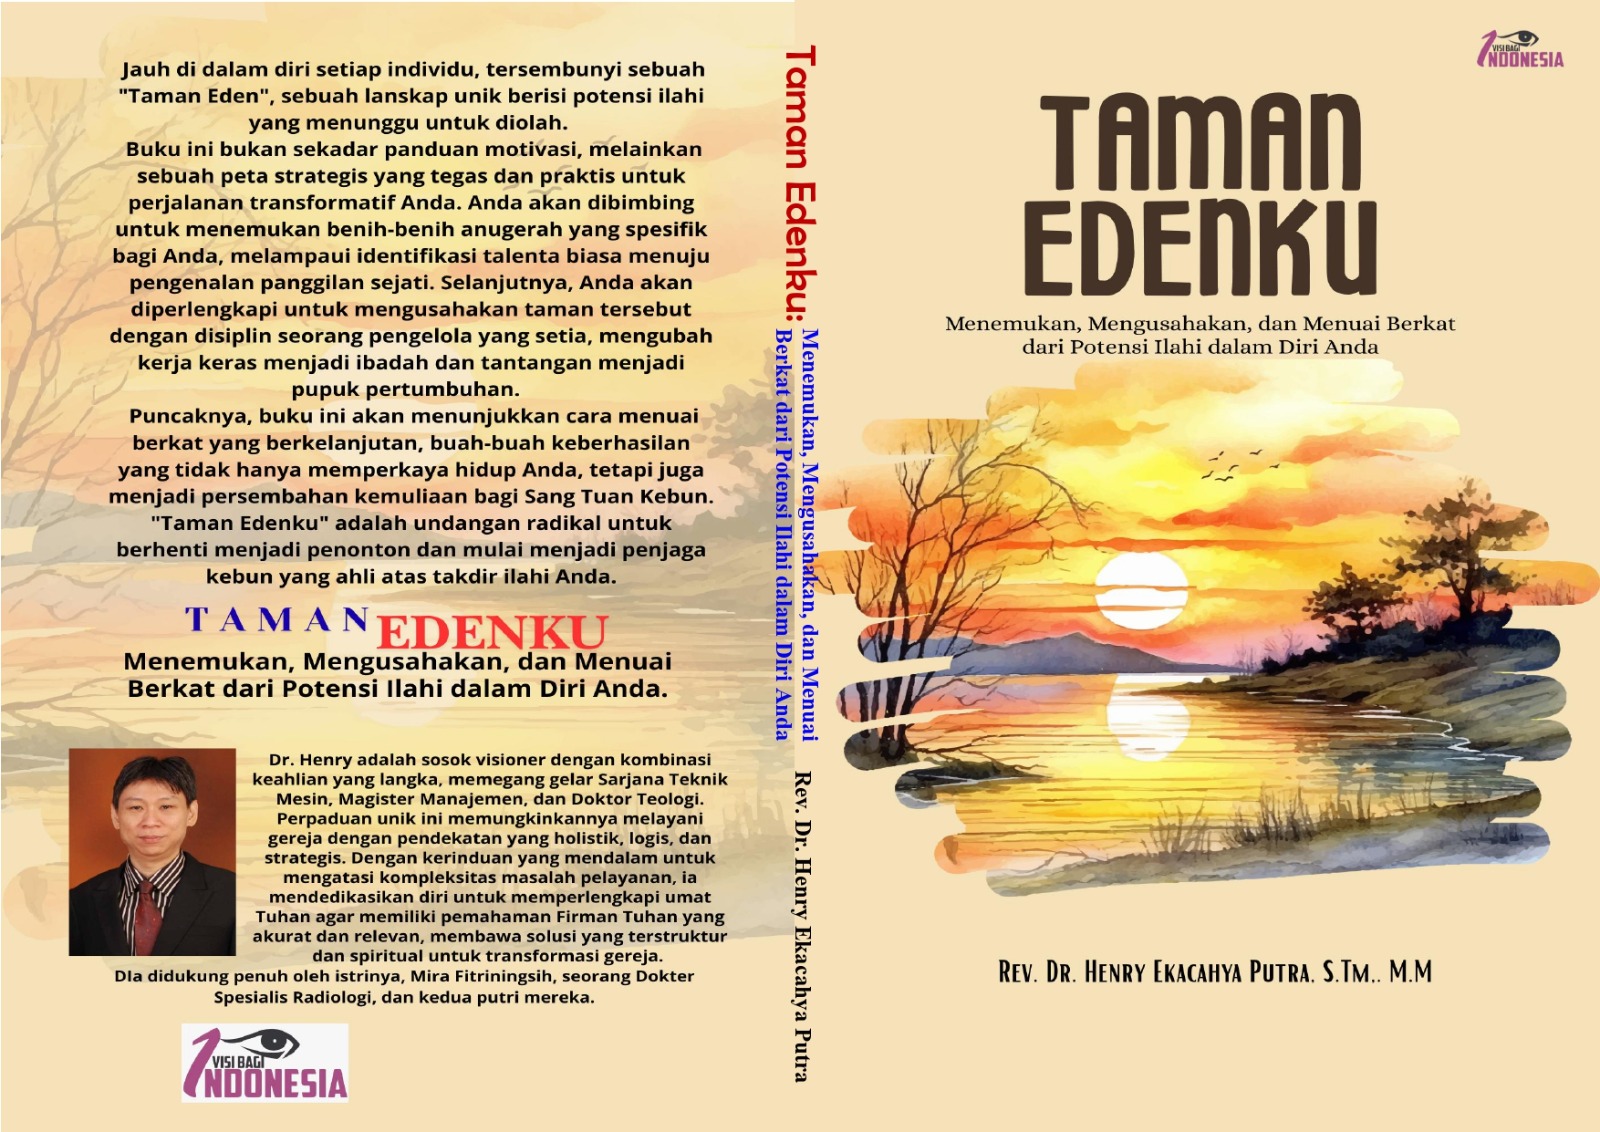 Jauh di dalam diri setiap individu, tersembunyi sebuah
"Taman Eden", sebuah lanskap unik berisi potensi ilahi
yang menunggu untuk diolah.
Buku ini bukan sekadar panduan motivasi, melainkan
sebuah peta strategis yang tegas dan praktis untuk
perjalanan transformatif Anda. Anda akan dibimbing
untuk menemukan benih-benih anugerah yang spesifik
bagi Anda, melampaui identifikasi talenta biasa menuju
pengenalan panggilan sejati. Selanjutnya, Anda akan
diperlengkapi untuk mengusahakan taman tersebut
dengan disiplin seorang pengelola yang setia, mengubah
kerja keras menjadi ibadah dan tantangan menjadi
pupuk pertumbuhan.
Puncaknya, buku ini akan menunjukkan cara menuai
berkat yang berkelanjutan, buah-buah keberhasilan
yang tidak hanya memperkaya hidup Anda, tetapi juga
menjadi persembahan kemuliaan bagi Sang Tuan Kebun.
"Taman Edenku" adalah undangan radikal untuk
berhenti menjadi penonton dan mulai menjadi penjaga
kebun yang ahli atas takdir ilahi Anda.
TAMAN EDENKU
Menemukan, Mengusahakan, dan Menuai
Berkat dari Potensi Ilahi dalam Diri Anda.
Dr. Henry adalah sosok visioner dengan kombinasi
keahlian yang langka, memegang gelar Sarjana Teknik
Mesin, Magister Manajemen, dan Doktor Teologi.
Perpaduan unik ini memungkinkannya melayani
gereja dengan pendekatan yang holistik, logis, dan
strategis. Dengan kerinduan yang mendalam untuk
mengatasi kompleksitas masalah pelayanan, ia
mendedikasikan diri untuk memperlengkapi umat
Tuhan agar memiliki pemahaman Firman Tuhan yang
akurat dan relevan, membawa solusi yang terstruktur
dan spiritual untuk transformasi gereja.
DIa didukung penuh oleh istrinya, Mira Fitriningsih, seorang Dokter
Spesialis Radiologi, dan kedua putri mereka.
1 VISI BAGI
INDONESIA
Taman Edenku:
Menemukan, Mengusahakan, dan Menuai
Berkat dari Potensi Ilahi dalam Diri Anda
Rev. Dr. Henry Ekacahya Putra
1 VISI BAGI
INDONESIA
TAMAN
EDENKU
Menemukan, Mengusahakan, dan Menuai Berkat
dari Potensi Ilahi dalam Diri Anda
Rev. Dr. Henry Ekacahya Putra, S.Tm,. M.M